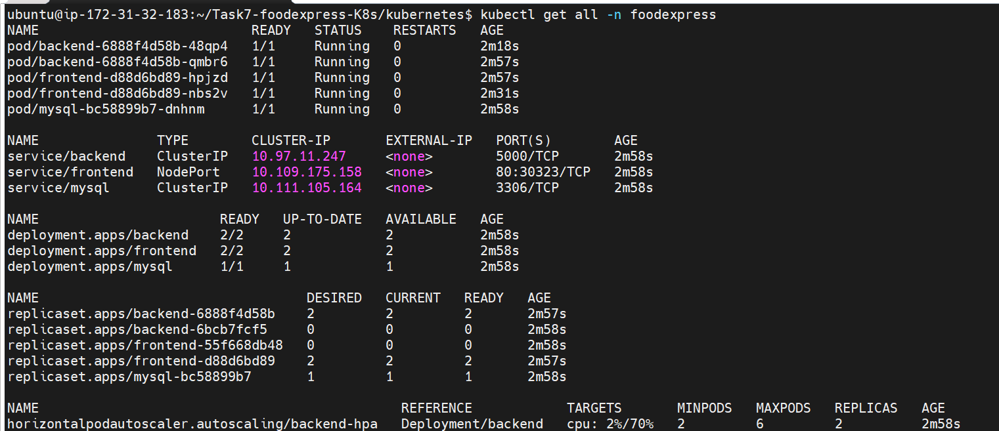 ubuntu@ip-172-31-32-183:~/Task7-foodexpress-K8s/kubernetes$ kubectl get all -n foodexpress
NAME READY STATUS RESTARTS AGE
pod/backend-6888f4d58b-48qp4 1/1 Running 0 2m18s
pod/backend-6888f4d58b-qmbr6 1/1 Running 0 2m57s
pod/frontend-d88d6bd89-hpjzd 1/1 Running 0 2m57s
pod/frontend-d88d6bd89-nbs2v 1/1 Running 0 2m31s
pod/mysql-bc58899b7-dnhnm 1/1 Running 0 2m58s
NAME TYPE CLUSTER-IP EXTERNAL-IP PORT(S) AGE
service/backend ClusterIP 10.97.11.247 <none> 5000/TCP 2m58s
service/frontend NodePort 10.109.175.158 <none> 80:30323/TCP 2m58s
service/mysql ClusterIP 10.111.105.164 <none> 3306/TCP 2m58s
NAME READY UP-TO-DATE AVAILABLE AGE
deployment.apps/backend 2/2 2 2 2m58s
deployment.apps/frontend 2/2 2 2 2m58s
deployment.apps/mysql 1/1 1 1 2m58s
NAME DESIRED CURRENT READY AGE
replicaset.apps/backend-6888f4d58b 2 2 2 2m57s
replicaset.apps/backend-6bcb7fcf5 0 0 0 2m58s
replicaset.apps/frontend-55f668db48 0 0 0 2m58s
replicaset.apps/frontend-d88d6bd89 2 2 2 2m57s
replicaset.apps/mysql-bc58899b7 1 1 1 2m58s
NAME REFERENCE TARGETS MINPODS MAXPODS REPLICAS AGE
horizontalpodautoscaler.autoscaling/backend-hpa Deployment/backend cpu: 2%/70% 2 6 2 2m58s